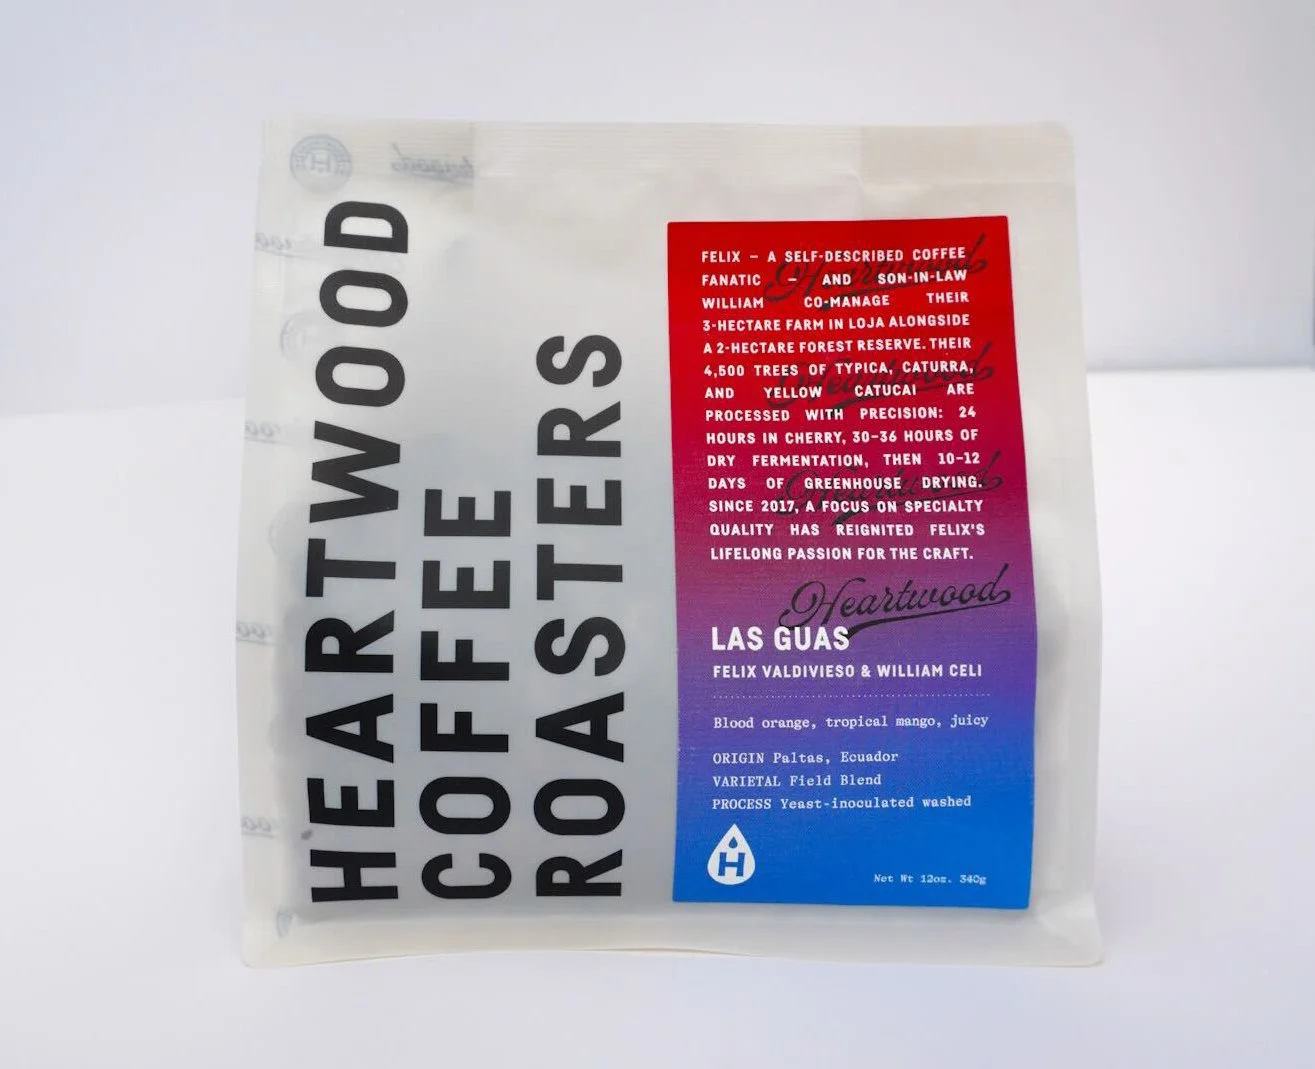 HEARTWOOD
COFFEE
ROASTERS
FELIX – A SELF-DESCRIBED COFFEE
FANATIC – AND SON-IN-LAW
WILLIAM CO-MANAGE THEIR
3-HECTARE FARM IN LOJA ALONGSIDE
A 2-HECTARE FOREST RESERVE. THEIR
4,500 TREES OF TYPICA, CATURRA,
AND YELLOW CATUCAI ARE
PROCESSED WITH PRECISION: 24
HOURS IN CHERRY, 30–36 HOURS OF
DRY FERMENTATION, THEN 10–12
DAYS OF GREENHOUSE DRYING.
SINCE 2017, A FOCUS ON SPECIALTY
QUALITY HAS REIGNITED FELIX'S
LIFELONG PASSION FOR THE CRAFT.
Heartwood
Heartwood
Heartwood
Heartwood
LAS GUAS
FELIX VALDIVIESO & WILLIAM CELI
Blood orange, tropical mango, juicy
ORIGIN Paltas, Ecuador
VARIETAL Field Blend
PROCESS Yeast-inoculated washed
H
Net Wt 12oz. 340g